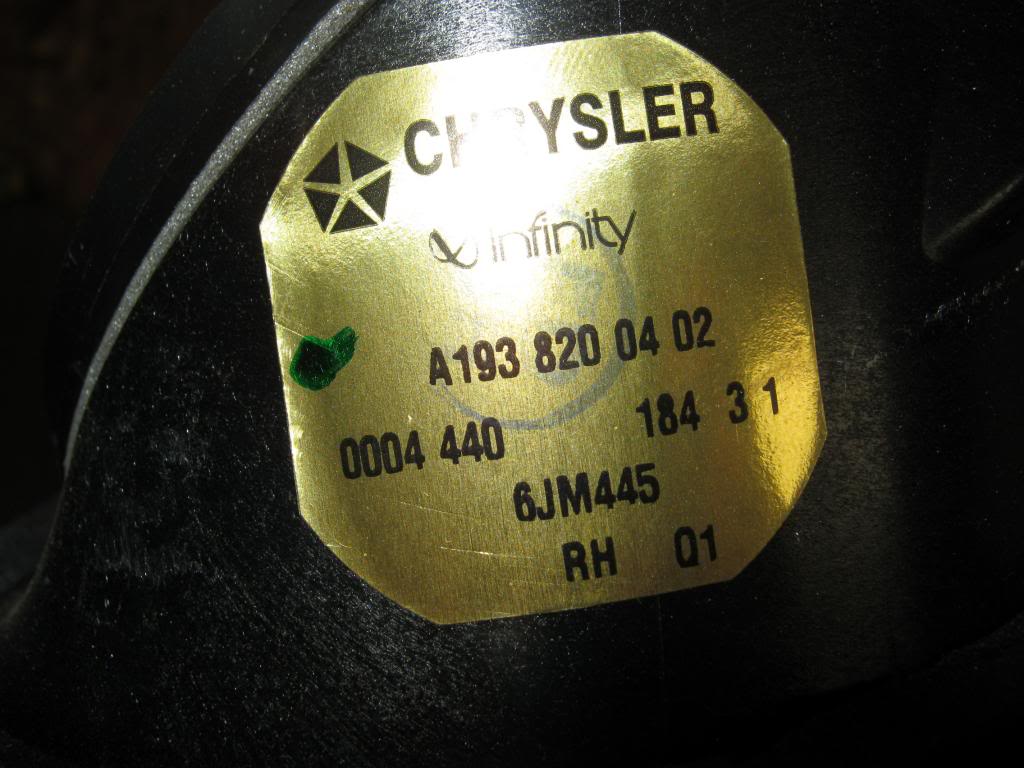 CHRYSLER
infinity
A193 820 04 02
0004 440 184 3 1
6JM445
RH Q1